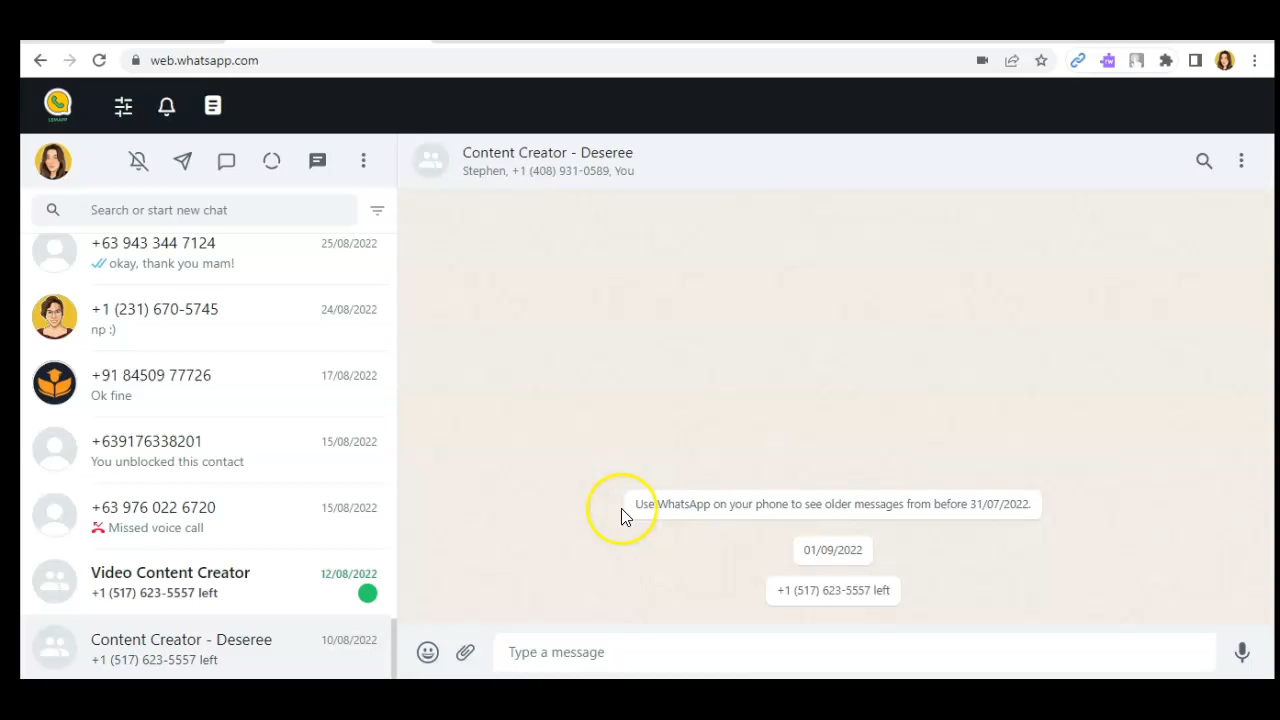 web.whatsapp.com
Content Creator - Deseree
Stephen, +1 (408) 931-0589, You
Search or start new chat
+63 943 344 7124
25/08/2022
okay, thank you mam!
+1 (231) 670-5745
24/08/2022
np :)
+91 84509 77726
17/08/2022
Ok fine
+639176338201
15/08/2022
You unblocked this contact
+63 976 022 6720
15/08/2022
Missed voice call
Video Content Creator
12/08/2022
+1 (517) 623-5557 left
Content Creator - Deseree
10/08/2022
+1 (517) 623-5557 left
Use WhatsApp on your phone to see older messages from before 31/07/2022.
01/09/2022
+1 (517) 623-5557 left
Type a message